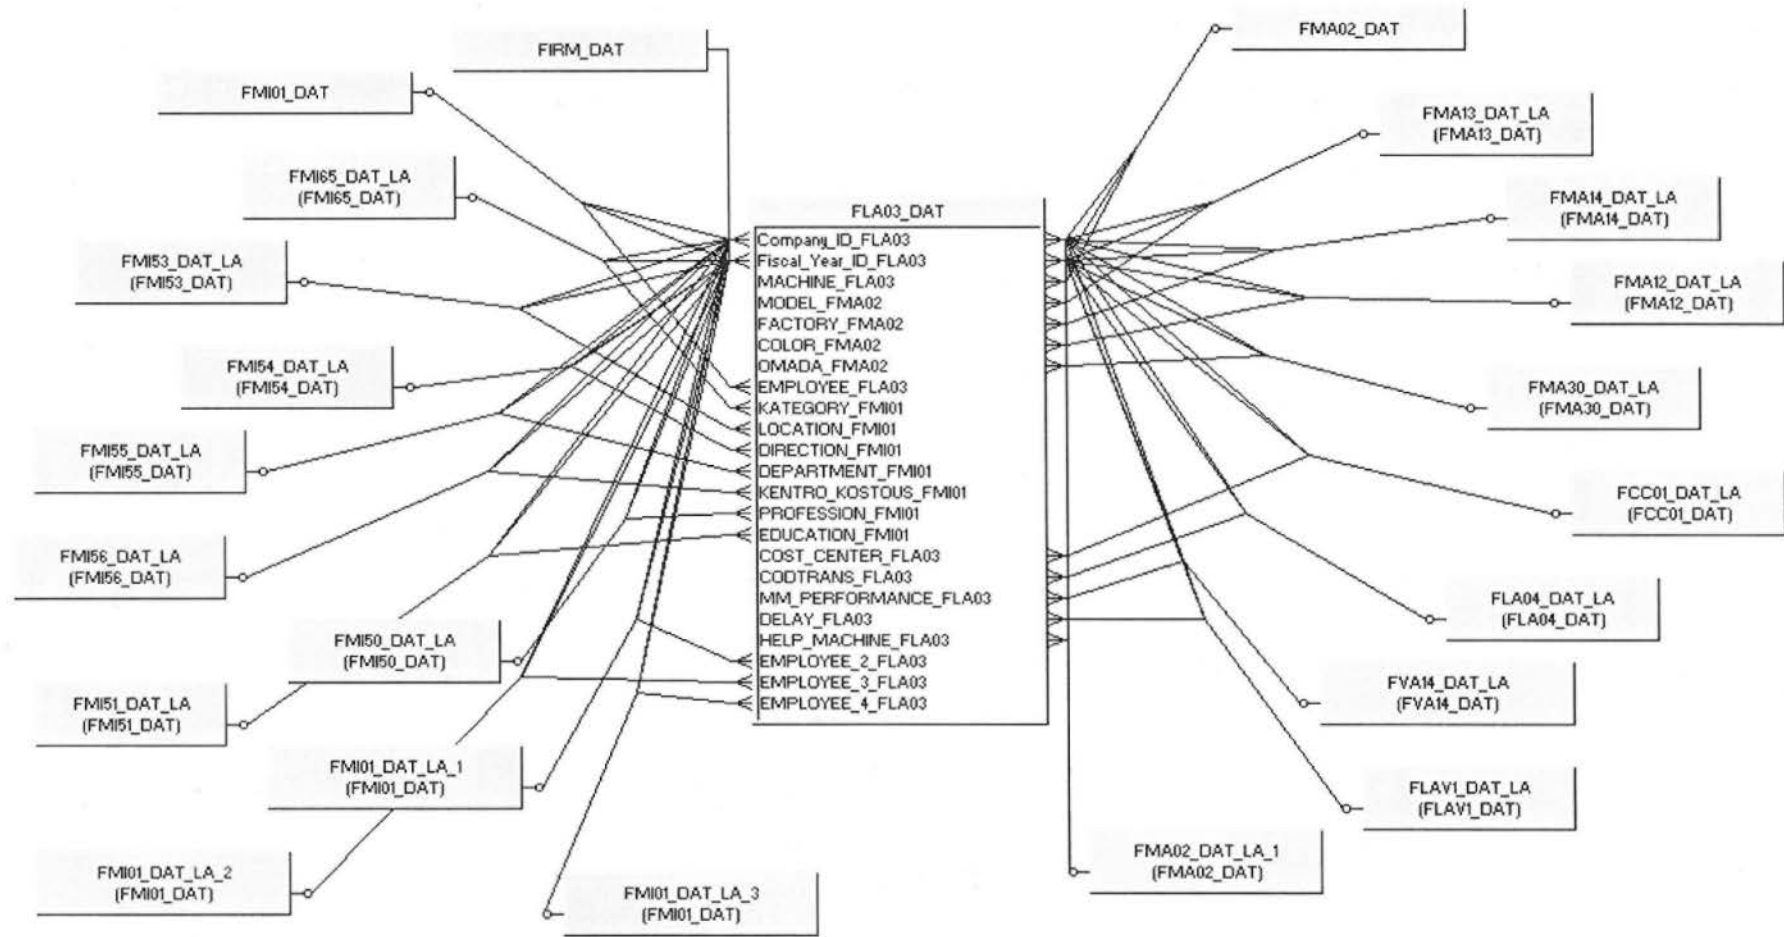 FIRM_DAT
FMI01_DAT
FMI65_DAT_LA
(FMI65_DAT)
FMI53_DAT_LA
(FMI53_DAT)
FMI54_DAT_LA
(FMI54_DAT)
FMI55_DAT_LA
(FMI55_DAT)
FMI56_DAT_LA
(FMI56_DAT)
FMI50_DAT_LA
(FMI50_DAT)
FMI51_DAT_LA
(FMI51_DAT)
FMI01_DAT_LA_1
(FMI01_DAT)
FMI01_DAT_LA_2
(FMI01_DAT)
FMI01_DAT_LA_3
(FMI01_DAT)
FLA03_DAT
Company_ID_FLA03
Fiscal_Year_ID_FLA03
MACHINE_FLA03
MODEL_FMA02
FACTORY_FMA02
COLOR_FMA02
OMADA_FMA02
EMPLOYEE_FLA03
KATEGORY_FMI01
LOCATION_FMI01
DIRECTION_FMI01
DEPARTMENT_FMI01
KENTRO_KOSTOUS_FMI01
PROFESSION_FMI01
EDUCATION_FMI01
COST_CENTER_FLA03
CODTRANS_FLA03
MM_PERFORMANCE_FLA03
DELAY_FLA03
HELP_MACHINE_FLA03
EMPLOYEE_2_FLA03
EMPLOYEE_3_FLA03
EMPLOYEE_4_FLA03
FMA02_DAT
FMA13_DAT_LA
(FMA13_DAT)
FMA14_DAT_LA
(FMA14_DAT)
FMA12_DAT_LA
(FMA12_DAT)
FMA30_DAT_LA
(FMA30_DAT)
FCC01_DAT_LA
(FCC01_DAT)
FLA04_DAT_LA
(FLA04_DAT)
FVA14_DAT_LA
(FVA14_DAT)
FLAV1_DAT_LA
(FLAV1_DAT)
FMA02_DAT_LA_1
(FMA02_DAT)